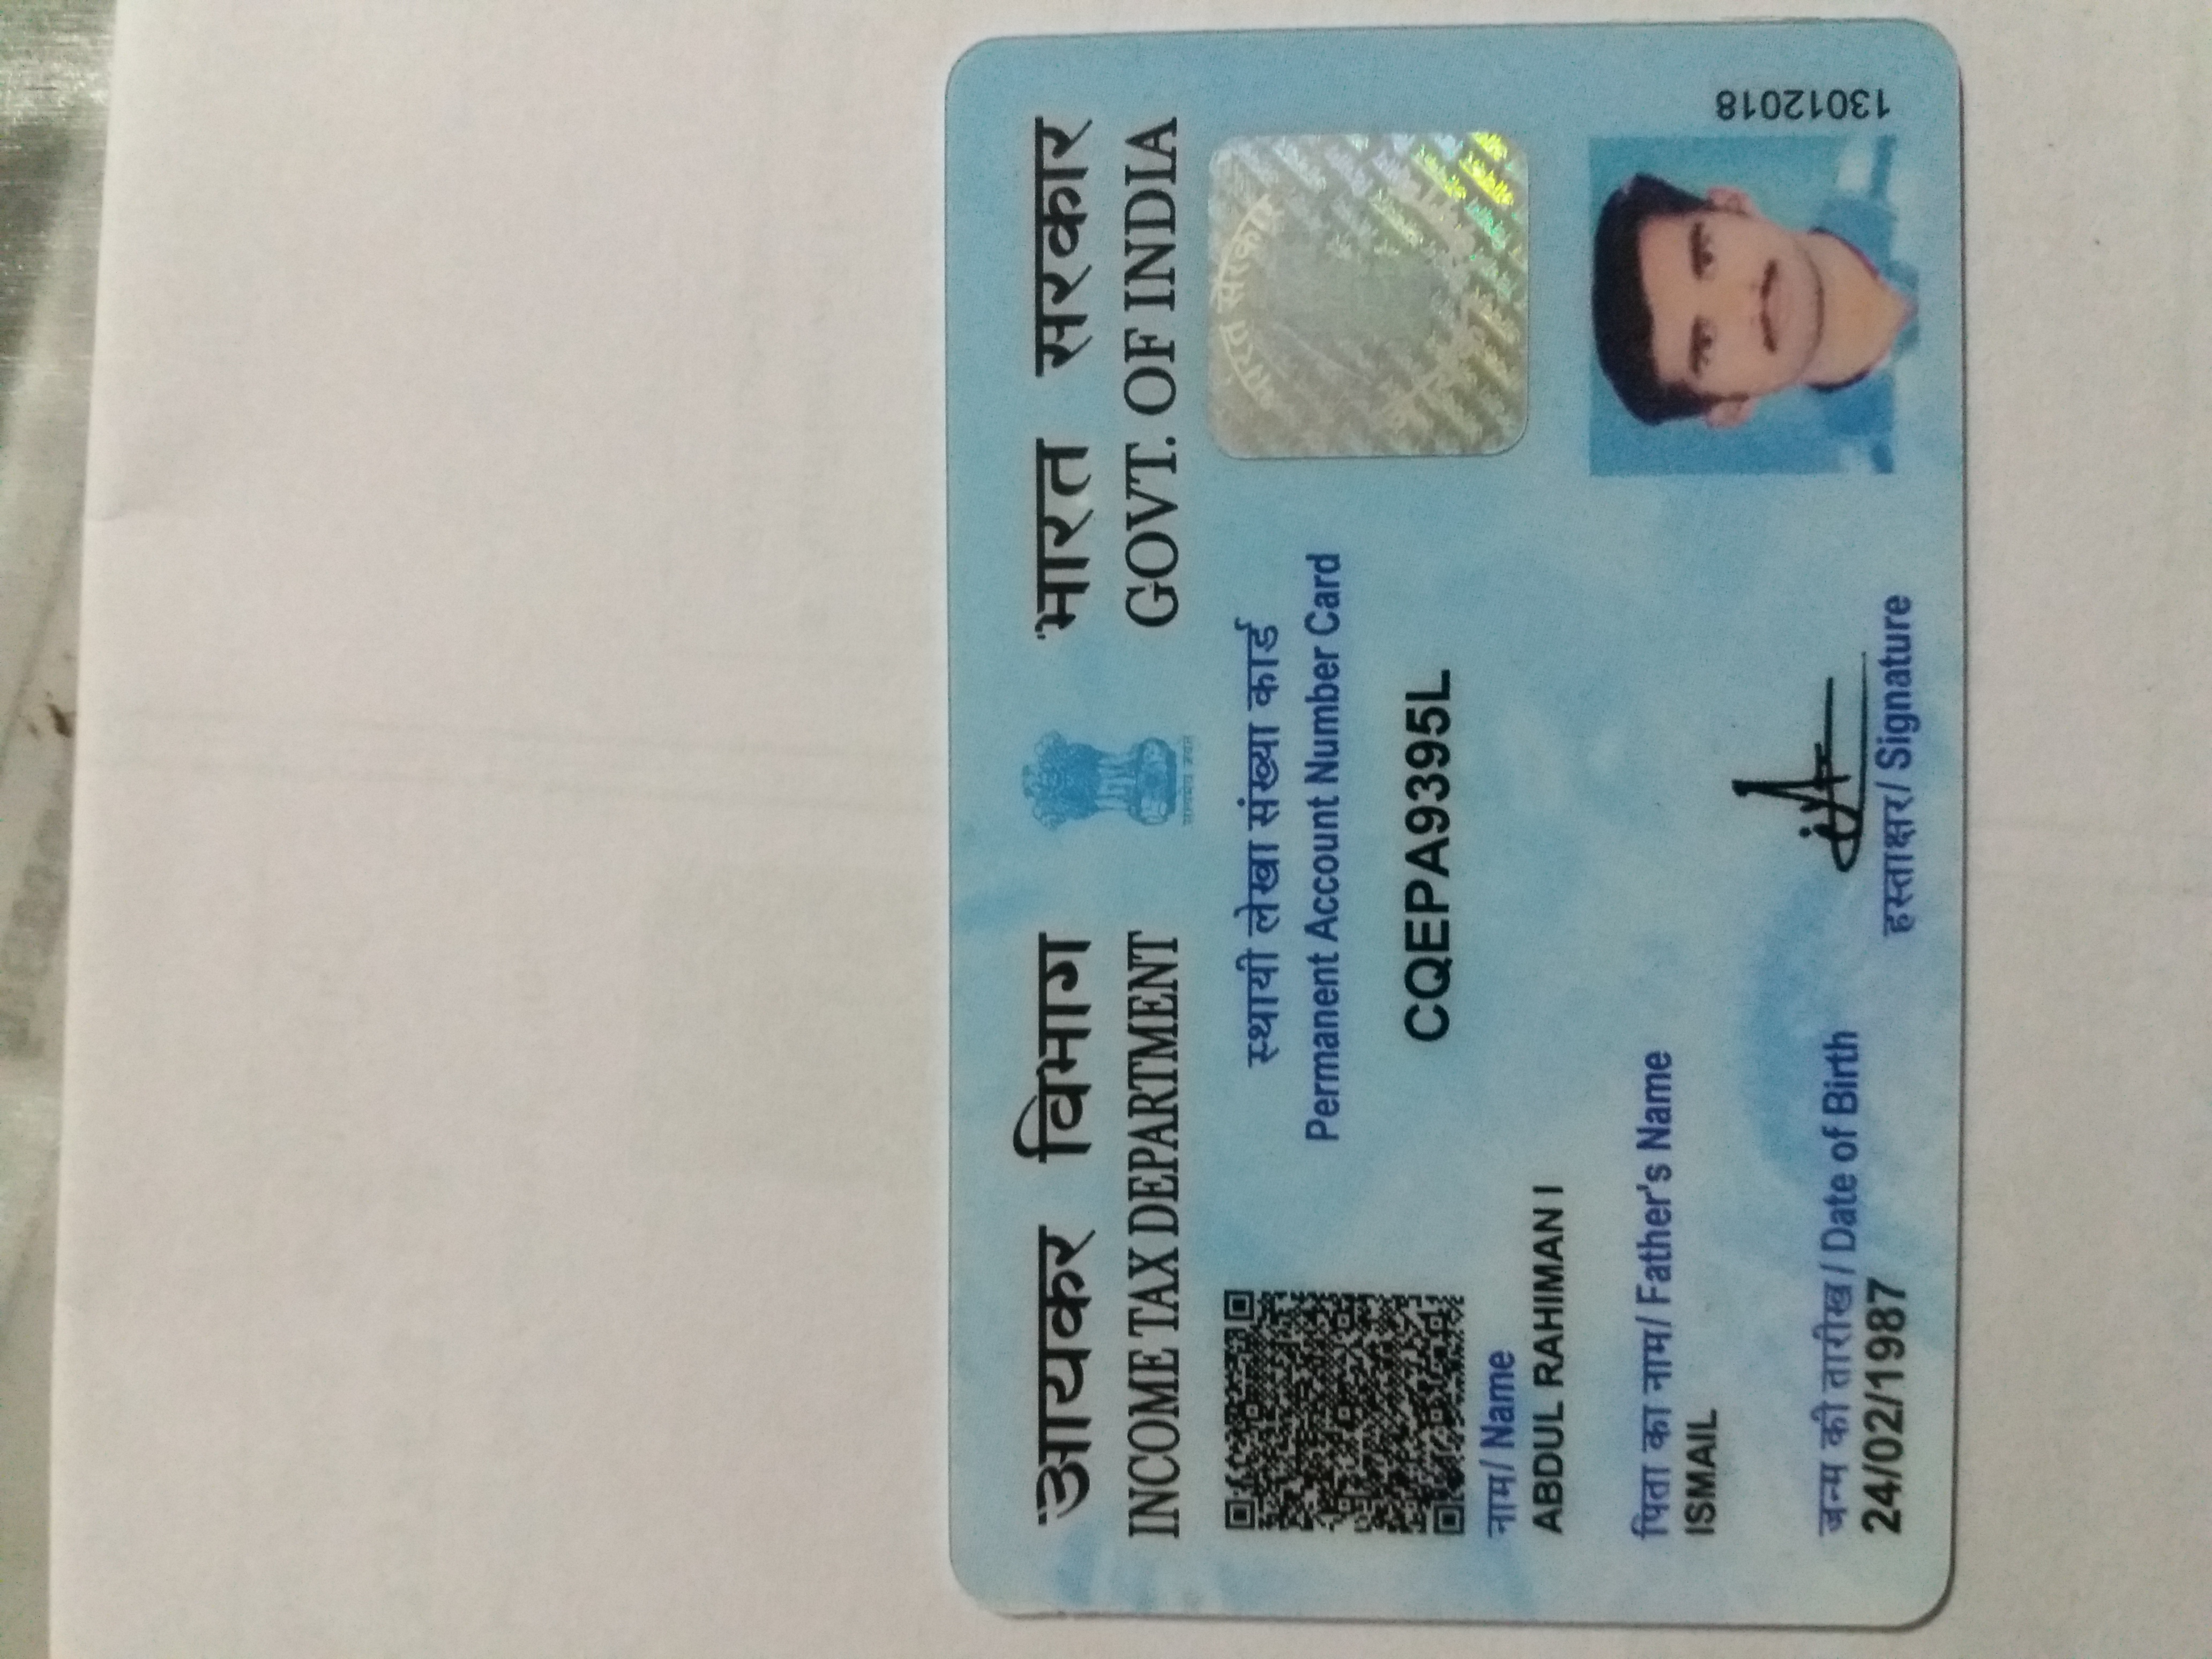 आयकर विभाग
INCOME TAX DEPARTMENT
सत्यमेव जयते
भारत सरकार
GOVT. OF INDIA
स्थायी लेखा संख्या कार्ड
Permanent Account Number Card
CQEPA9395L
भारत सरकार
नाम/ Name
ABDUL RAHIMAN I
पिता का नाम/ Father's Name
ISMAIL
जन्म की तारीख/ Date of Birth
24/02/1987
हस्ताक्षर/ Signature
13012018